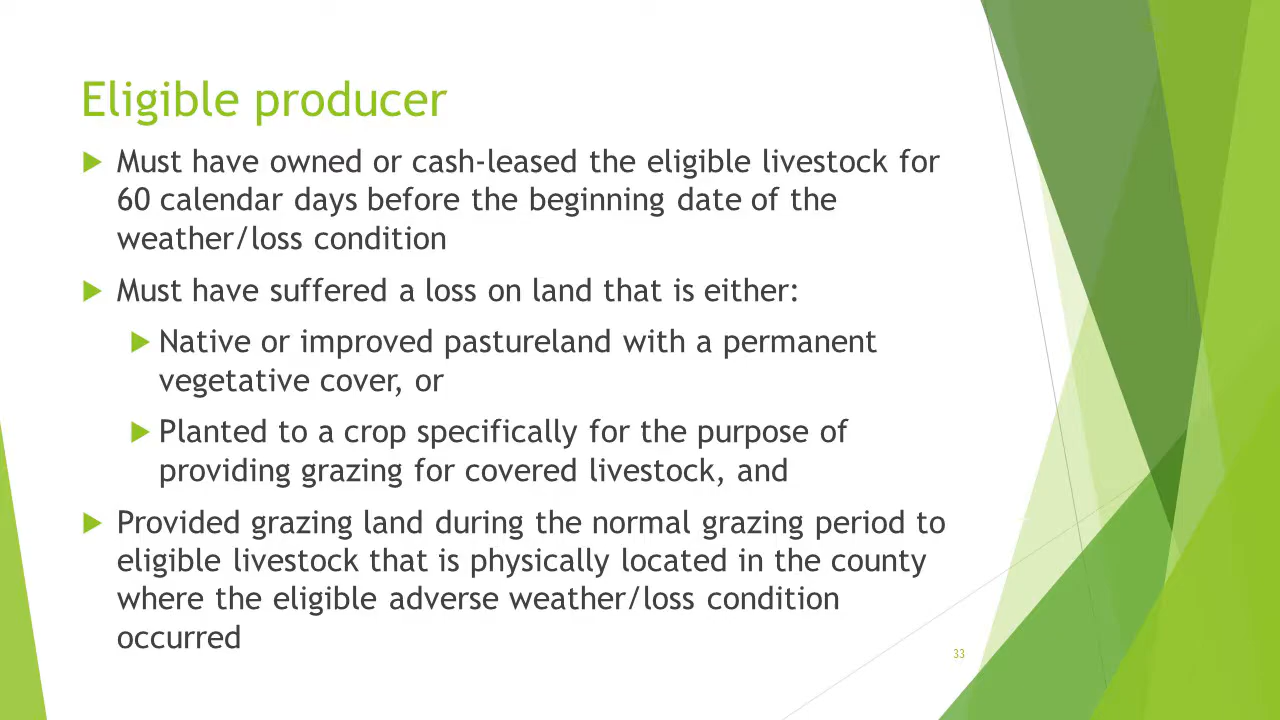 Eligible producer
Must have owned or cash-leased the eligible livestock for
60 calendar days before the beginning date of the
weather/loss condition
Must have suffered a loss on land that is either:
Native or improved pastureland with a permanent
vegetative cover, or
Planted to a crop specifically for the purpose of
providing grazing for covered livestock, and
Provided grazing land during the normal grazing period to
eligible livestock that is physically located in the county
where the eligible adverse weather/loss condition
occurred
33